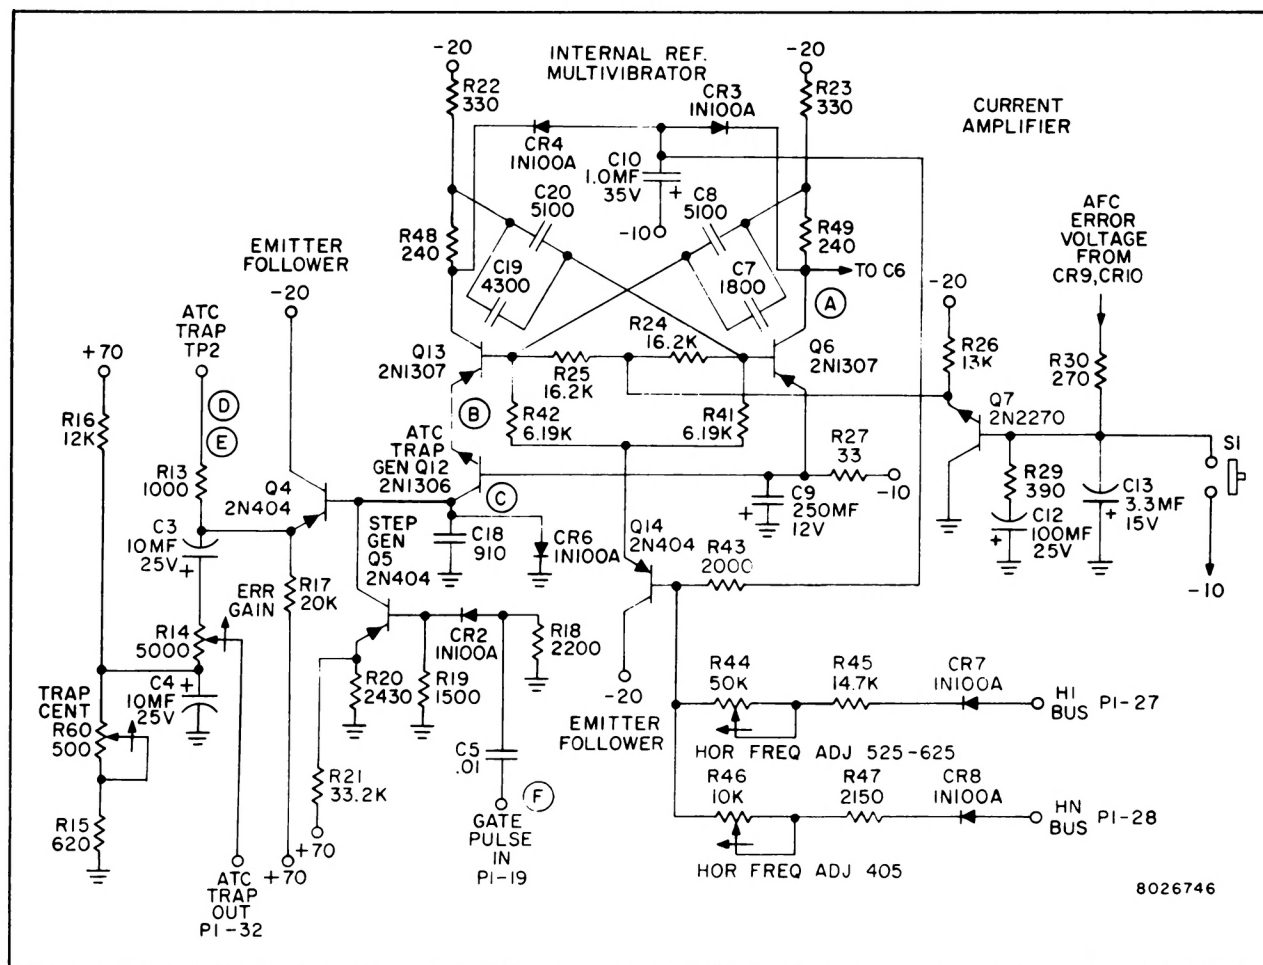 INTERNAL REF.
MULTIVIBRATOR
CURRENT
AMPLIFIER
-20
R22
330
-20
R23
330
CR4
IN100A
CR3
IN100A
C10
1.0MF
35V
+
-10
C20
5100
C8
5100
R48
240
R49
240
C19
4300
C7
1800
TO C6
A
AFC
ERROR
VOLTAGE
FROM
CR9,CR10
EMITTER
FOLLOWER
-20
ATC
TRAP
TP2
+70
R16
12K
D
E
R13
1000
Q13
2N1307
R24
16.2K
R25
16.2K
Q6
2N1307
-20
R26
13K
R30
270
Q7
2N2270
B
R42
6.19K
R41
6.19K
ATC
TRAP
GEN Q12
2N1306
C
R27
33
-10
S1
Q4
2N404
C3
10MF
25V
+
STEP
GEN
Q5
2N404
C18
910
CR6
IN100A
C9
250MF
12V
+
Q14
2N404
R43
2000
R29
390
C12
100MF
25V
+
C13
3.3MF
15V
+
-10
ERR
GAIN
R17
20K
R14
5000
CR2
IN100A
R18
2200
R20
2430
R19
1500
TRAP
CENT
R60
500
C4
10MF
25V
+
-20
EMITTER
FOLLOWER
R44
50K
R45
14.7K
CR7
IN100A
HI
BUS
P1-27
HOR FREQ ADJ 525-625
R46
10K
R47
2150
CR8
IN100A
HN
BUS
P1-28
HOR FREQ ADJ 405
R21
33.2K
+70
C5
.01
F
GATE
PULSE
IN
P1-19
R15
620
ATC
TRAP
OUT
P1-32
+70
8026746